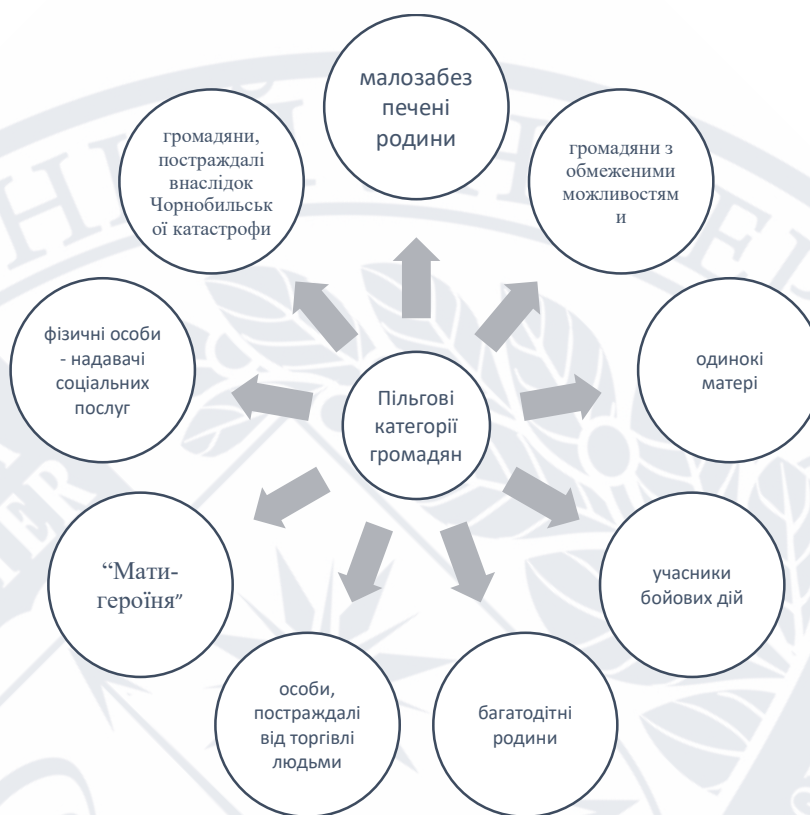 малозабез
печені
родини
громадяни,
постраждалі
внаслідок
Чорнобильськ
ої катастрофи
громадяни з
обмеженими
можливостям
и
фізичні особи
- надавачі
соціальних
послуг
Пільгові
категорії
громадян
одинокі
матері
“Мати-
героїня”
учасники
бойових дій
особи,
постраждалі
від торгівлі
людьми
багатодітні
родини